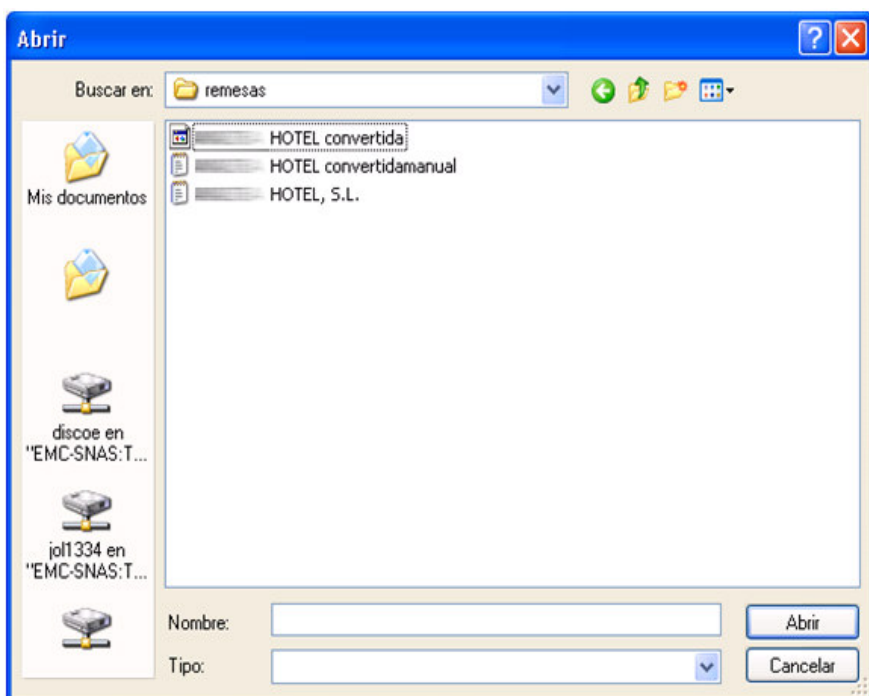 Abrir
Buscar en:
remesas
HOTEL convertida
HOTEL convertidamanual
HOTEL, S.L.
Mis documentos
discoe en
"EMC-SNAS:T...
jol1334 en
"EMC-SNAS:T...
Nombre:
Abrir
Tipo:
Cancelar